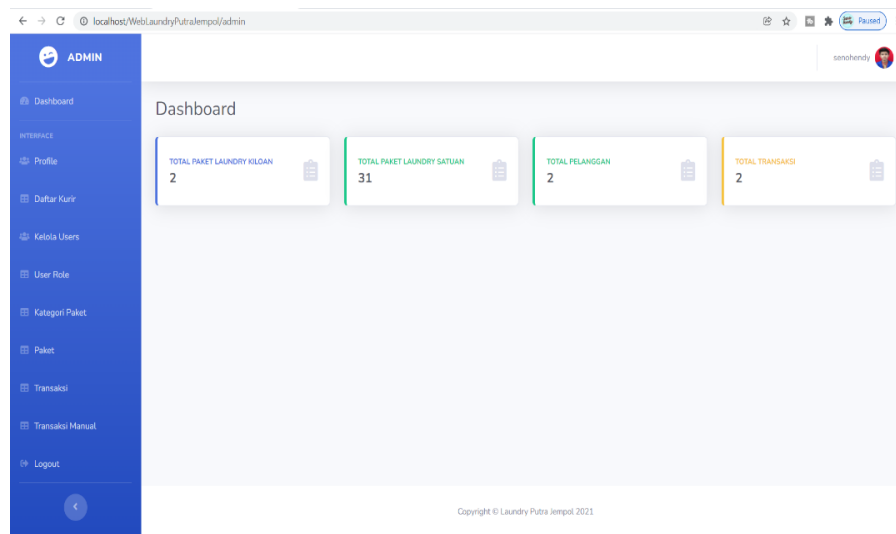 localhost/WebLaundryPutraJempol/admin
Paused
ADMIN
senohendy
Dashboard
INTERFACE
Profile
Daftar Kurir
Kelola Users
User Role
Kategori Paket
Paket
Transaksi
Transaksi Manual
Logout
Dashboard
TOTAL PAKET LAUNDRY KILOAN
2
TOTAL PAKET LAUNDRY SATUAN
31
TOTAL PELANGGAN
2
TOTAL TRANSAKSI
2
Copyright © Laundry Putra Jempol 2021